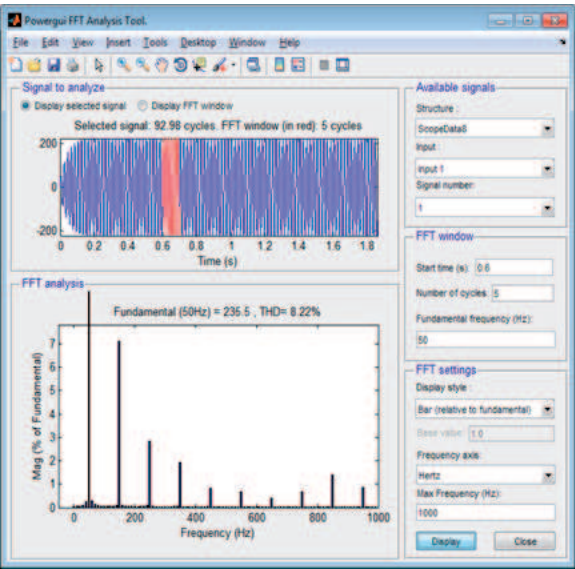 Powergui FFT Analysis Tool.
File Edit View Insert Tools Desktop Window Help
Signal to analyze
Display selected signal Display FFT window
Selected signal: 92.98 cycles. FFT window (in red): 5 cycles
200
0
-200
0 0.2 0.4 0.6 0.8 1 1.2 1.4 1.6 1.8
Time (s)
FFT analysis
Fundamental (50Hz) = 235.5 , THD= 8.22%
Mag (% of Fundamental)
7
6
5
4
3
2
1
0
0 200 400 600 800 1000
Frequency (Hz)
Available signals
Structure :
ScopeData8
Input :
input 1
Signal number:
1
FFT window
Start time (s): 0.6
Number of cycles: 5
Fundamental frequency (Hz):
50
FFT settings
Display style :
Bar (relative to fundamental)
Base value: 1.0
Frequency axis:
Hertz
Max Frequency (Hz):
1000
Display Close